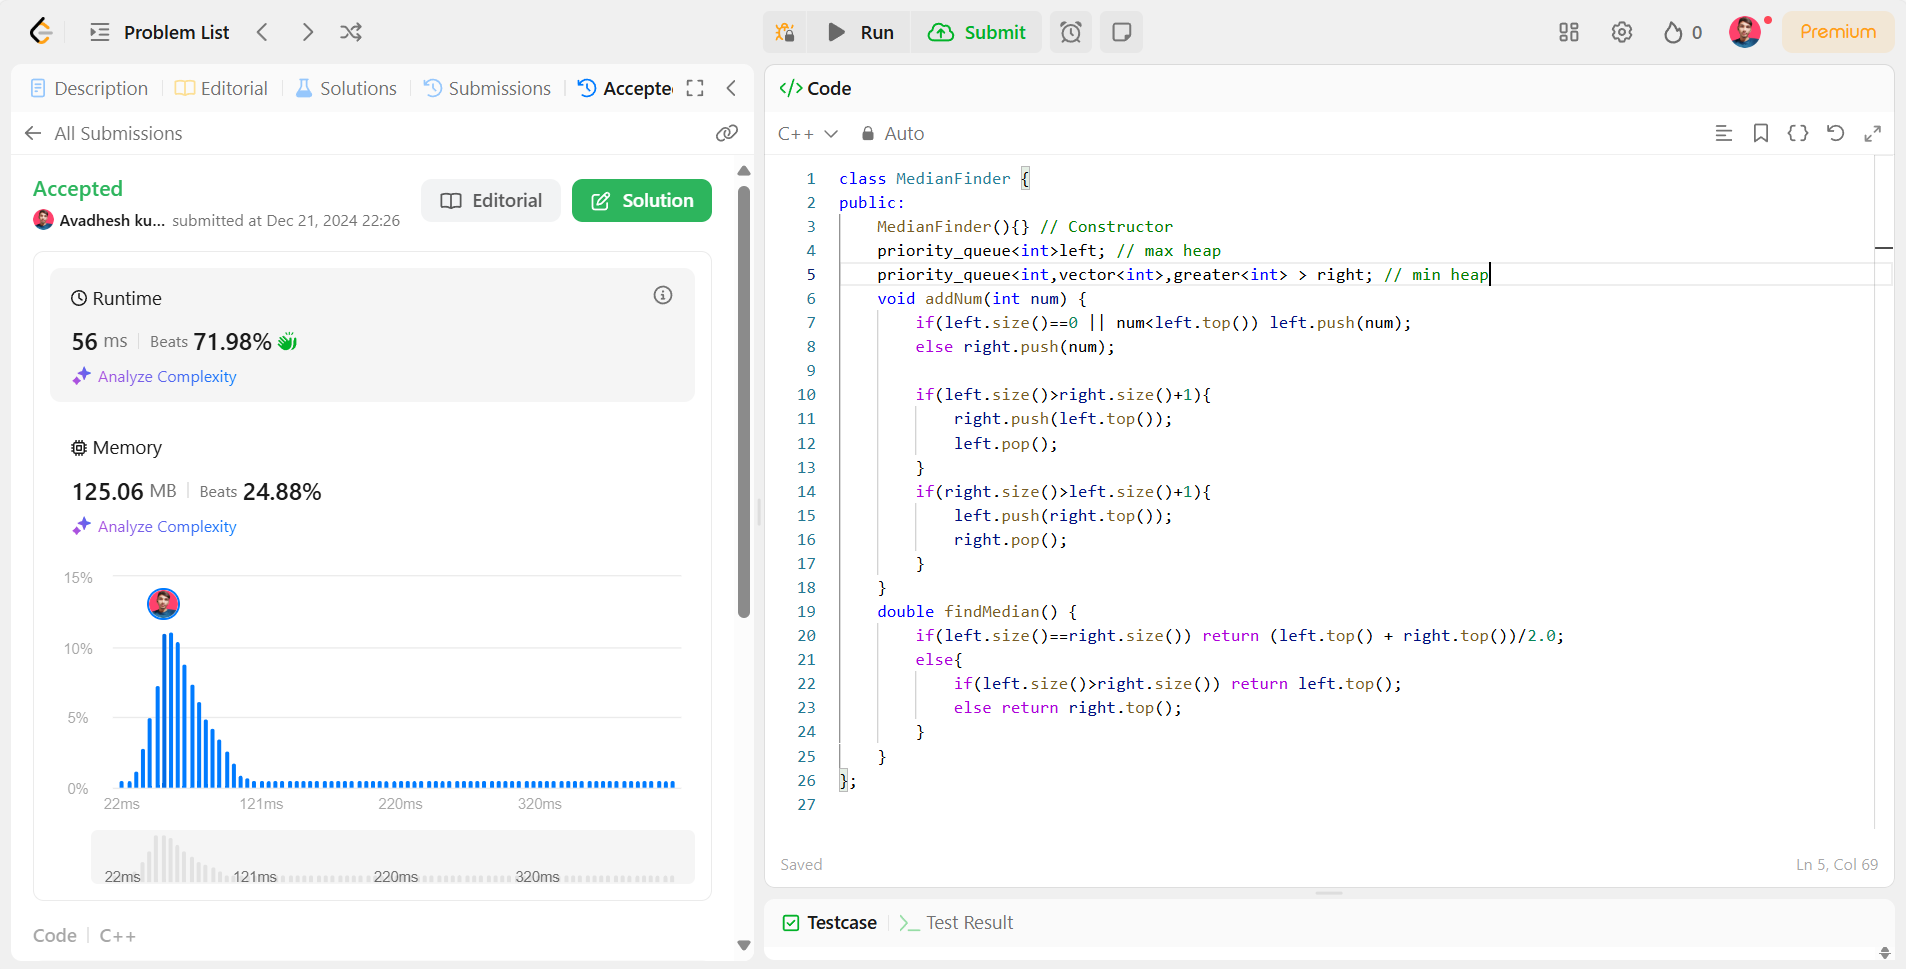 Problem List
Run
Submit
0
Premium
Description
Editorial
Solutions
Submissions
Accepte
All Submissions
Accepted
Avadhesh ku... submitted at Dec 21, 2024 22:26
Editorial
Solution
Runtime
56 ms
Beats 71.98%
Analyze Complexity
Memory
125.06 MB
Beats 24.88%
Analyze Complexity
15%
10%
5%
0%
22ms 121ms 220ms 320ms
22ms 121ms 220ms 320ms
Code
C++
</> Code
C++
Auto
1 class MedianFinder {
2 public:
3     MedianFinder(){} // Constructor
4     priority_queue<int>left; // max heap
5     priority_queue<int,vector<int>,greater<int> > right; // min heap
6     void addNum(int num) {
7         if(left.size()==0 || num<left.top()) left.push(num);
8         else right.push(num);
9
10         if(left.size()>right.size()+1){
11             right.push(left.top());
12             left.pop();
13         }
14         if(right.size()>left.size()+1){
15             left.push(right.top());
16             right.pop();
17         }
18     }
19     double findMedian() {
20         if(left.size()==right.size()) return (left.top() + right.top())/2.0;
21         else{
22             if(left.size()>right.size()) return left.top();
23             else return right.top();
24         }
25     }
26 };
27
Saved
Ln 5, Col 69
Testcase
Test Result